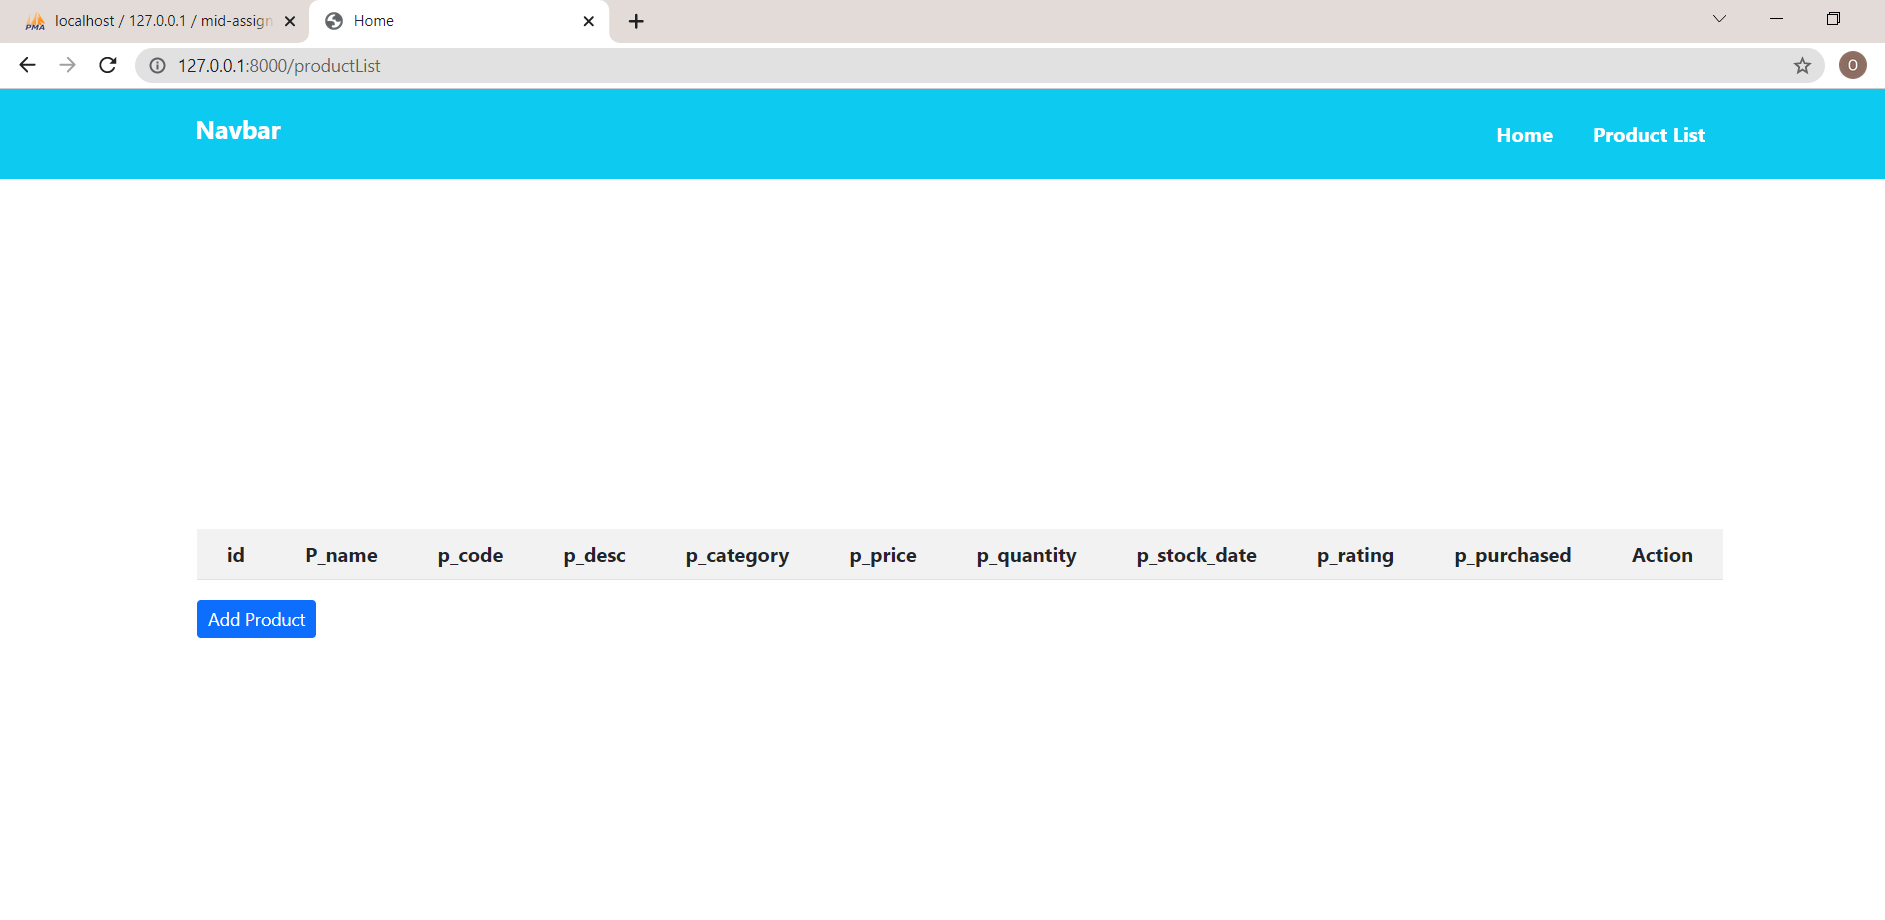 PMA localhost / 127.0.0.1 / mid-assign
Home
127.0.0.1:8000/productList
O
Navbar
Home Product List
id P_name p_code p_desc p_category p_price p_quantity p_stock_date p_rating p_purchased Action
Add Product